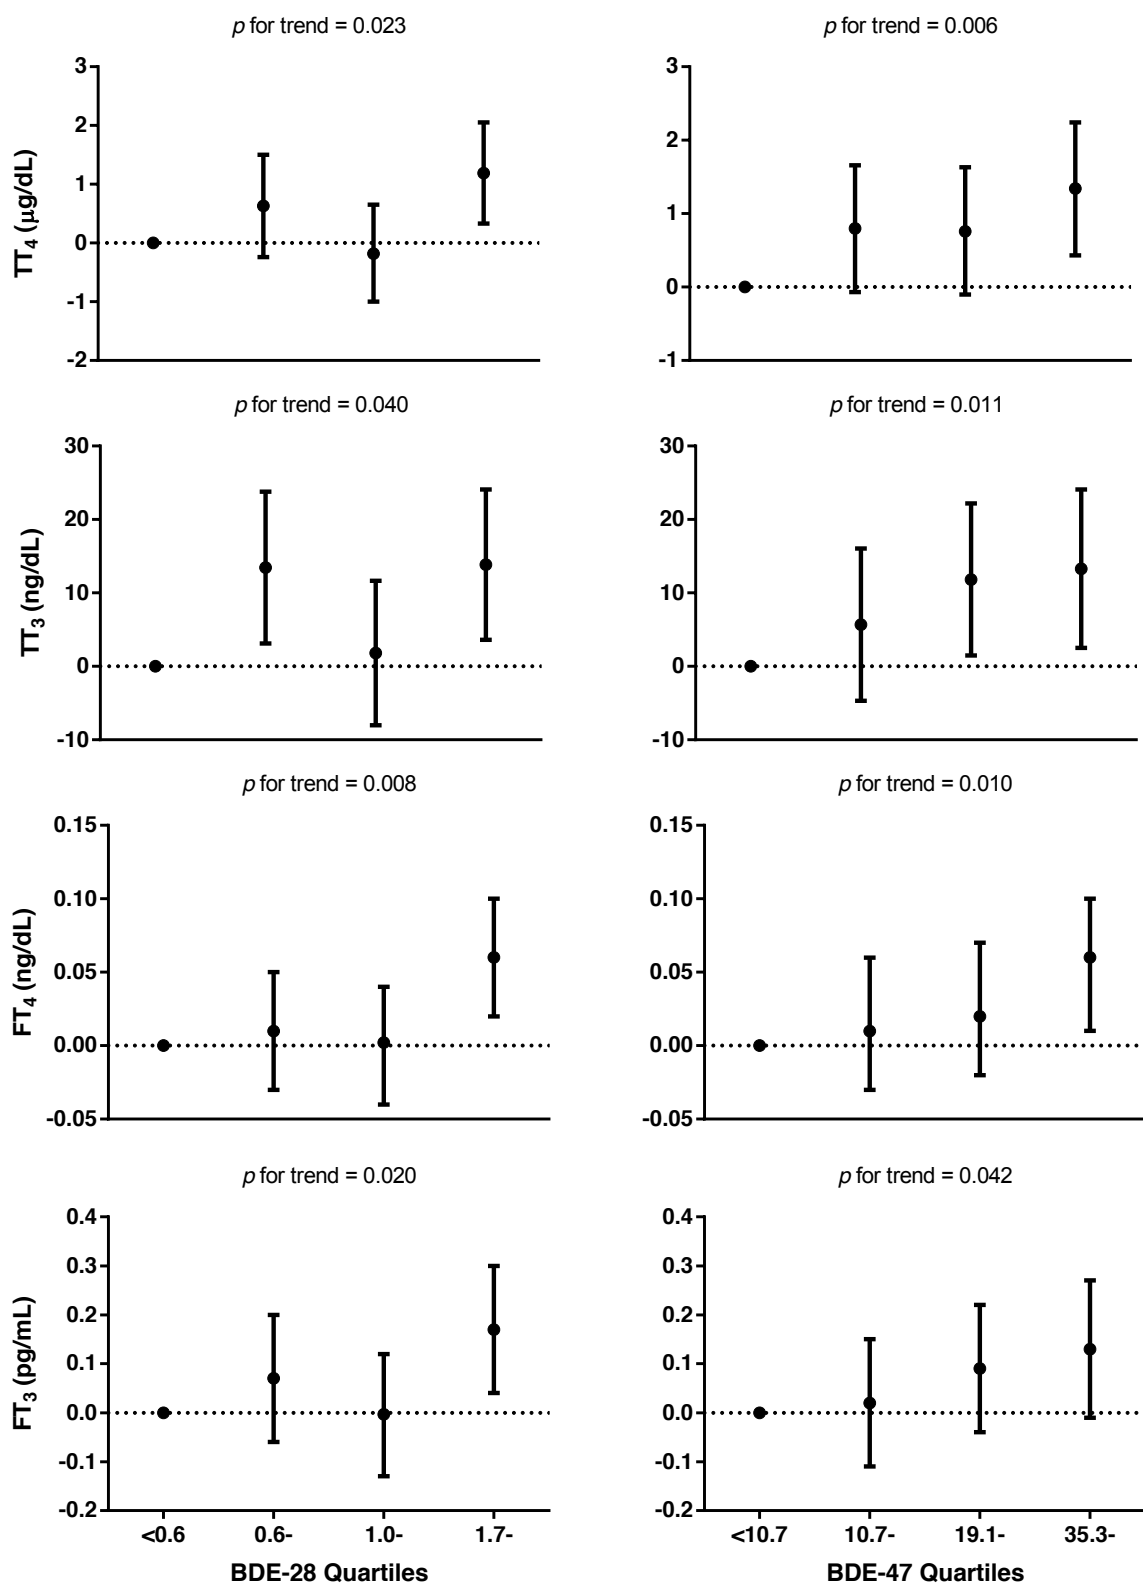 p for trend = 0.023
p for trend = 0.006
TT4 (μg/dL)
3
2
1
0
-1
-2
3
2
1
0
-1
p for trend = 0.040
p for trend = 0.011
TT3 (ng/dL)
30
20
10
0
-10
30
20
10
0
-10
p for trend = 0.008
p for trend = 0.010
FT4 (ng/dL)
0.15
0.10
0.05
0.00
-0.05
0.15
0.10
0.05
0.00
-0.05
p for trend = 0.020
p for trend = 0.042
FT3 (pg/mL)
0.4
0.3
0.2
0.1
0.0
-0.1
-0.2
0.4
0.3
0.2
0.1
0.0
-0.1
-0.2
<0.6 0.6- 1.0- 1.7-
<10.7 10.7- 19.1- 35.3-
BDE-28 Quartiles
BDE-47 Quartiles